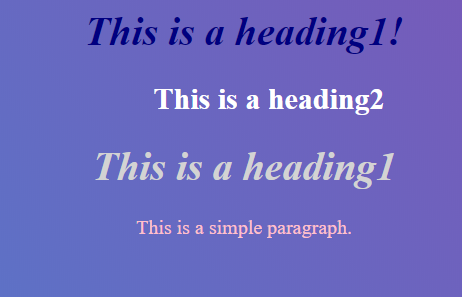 This is a heading1!
This is a heading2
This is a heading1
This is a simple paragraph.